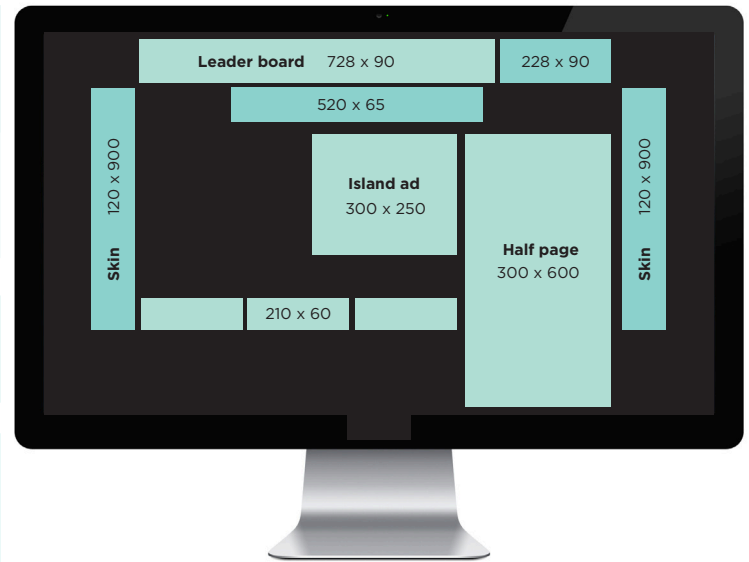 Leader board 728 x 90
228 x 90
520 x 65
Skin 120 x 900
Island ad
300 x 250
Half page
300 x 600
Skin 120 x 900
210 x 60